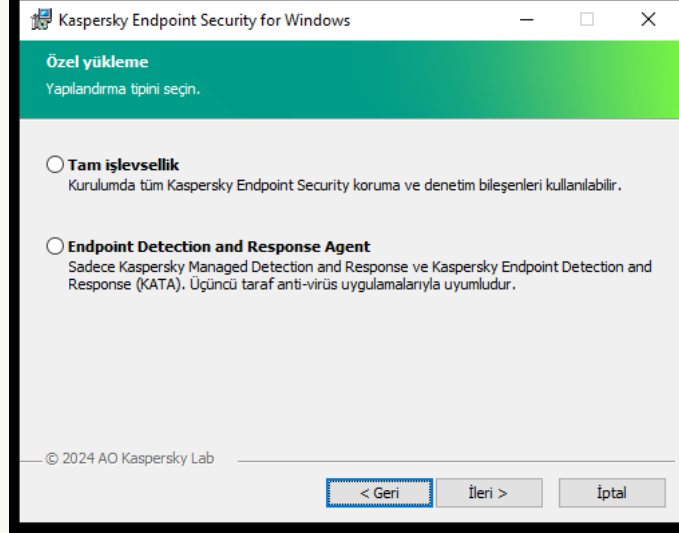 Kaspersky Endpoint Security for Windows
Özel yükleme
Yapılandırma tipini seçin.
Tam işlevsellik
Kurulumda tüm Kaspersky Endpoint Security koruma ve denetim bileşenleri kullanılabilir.
Endpoint Detection and Response Agent
Sadece Kaspersky Managed Detection and Response ve Kaspersky Endpoint Detection and
Response (KATA). Üçüncü taraf anti-virüs uygulamalarıyla uyumludur.
© 2024 AO Kaspersky Lab
< Geri
İleri >
İptal